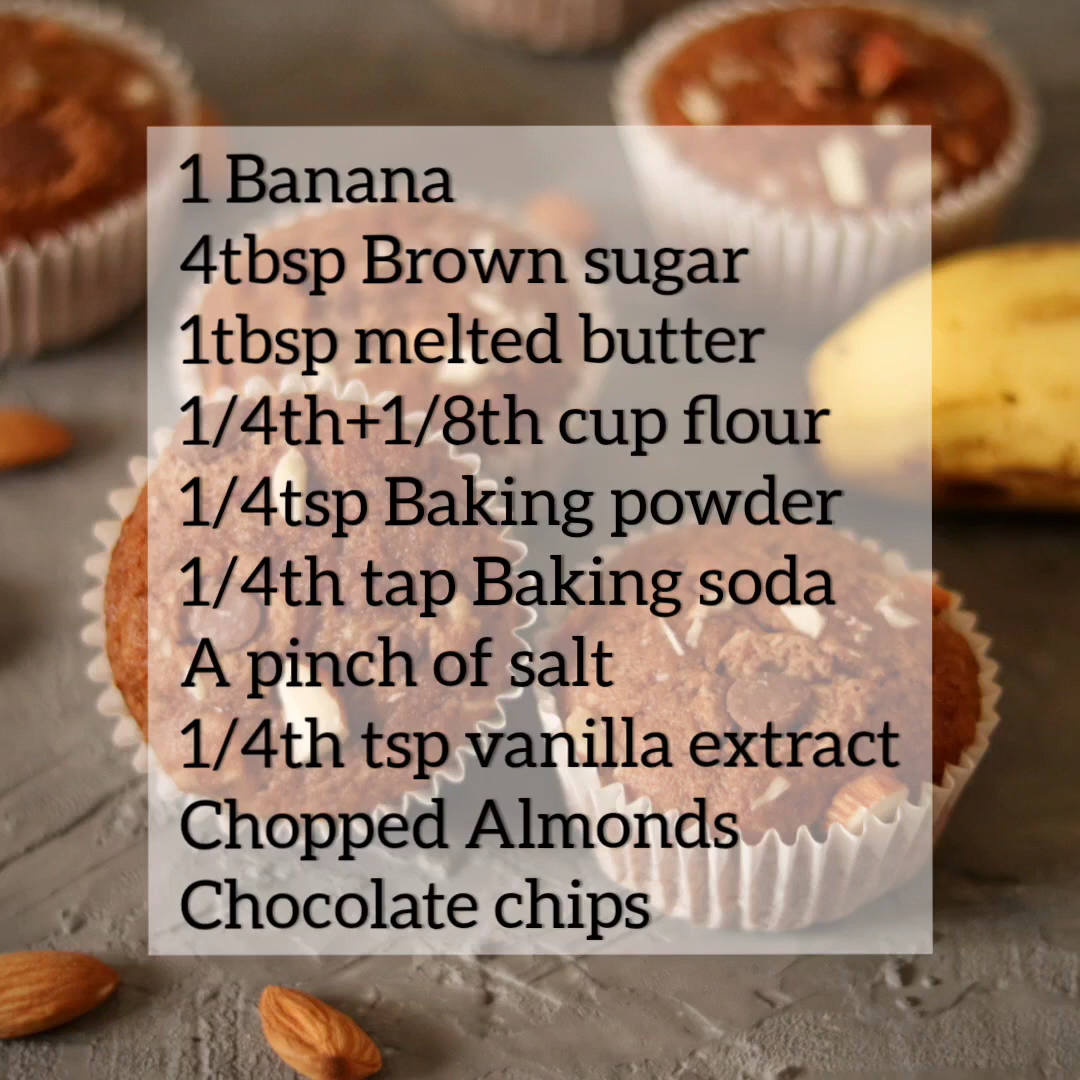 1 Banana
4tbsp Brown sugar
1tbsp melted butter
1/4th+1/8th cup flour
1/4tsp Baking powder
1/4th tap Baking soda
A pinch of salt
1/4th tsp vanilla extract
Chopped Almonds
Chocolate chips